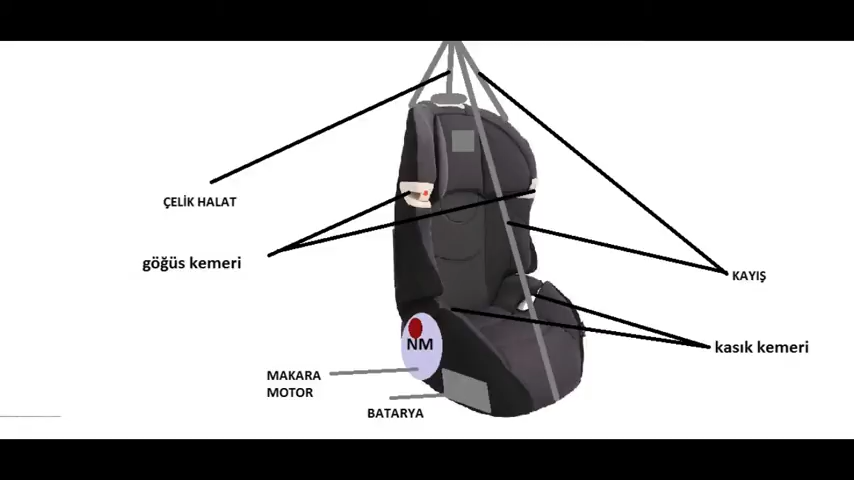 ÇELİK HALAT
göğüs kemeri
KAYIŞ
NM
kasık kemeri
MAKARA
MOTOR
BATARYA